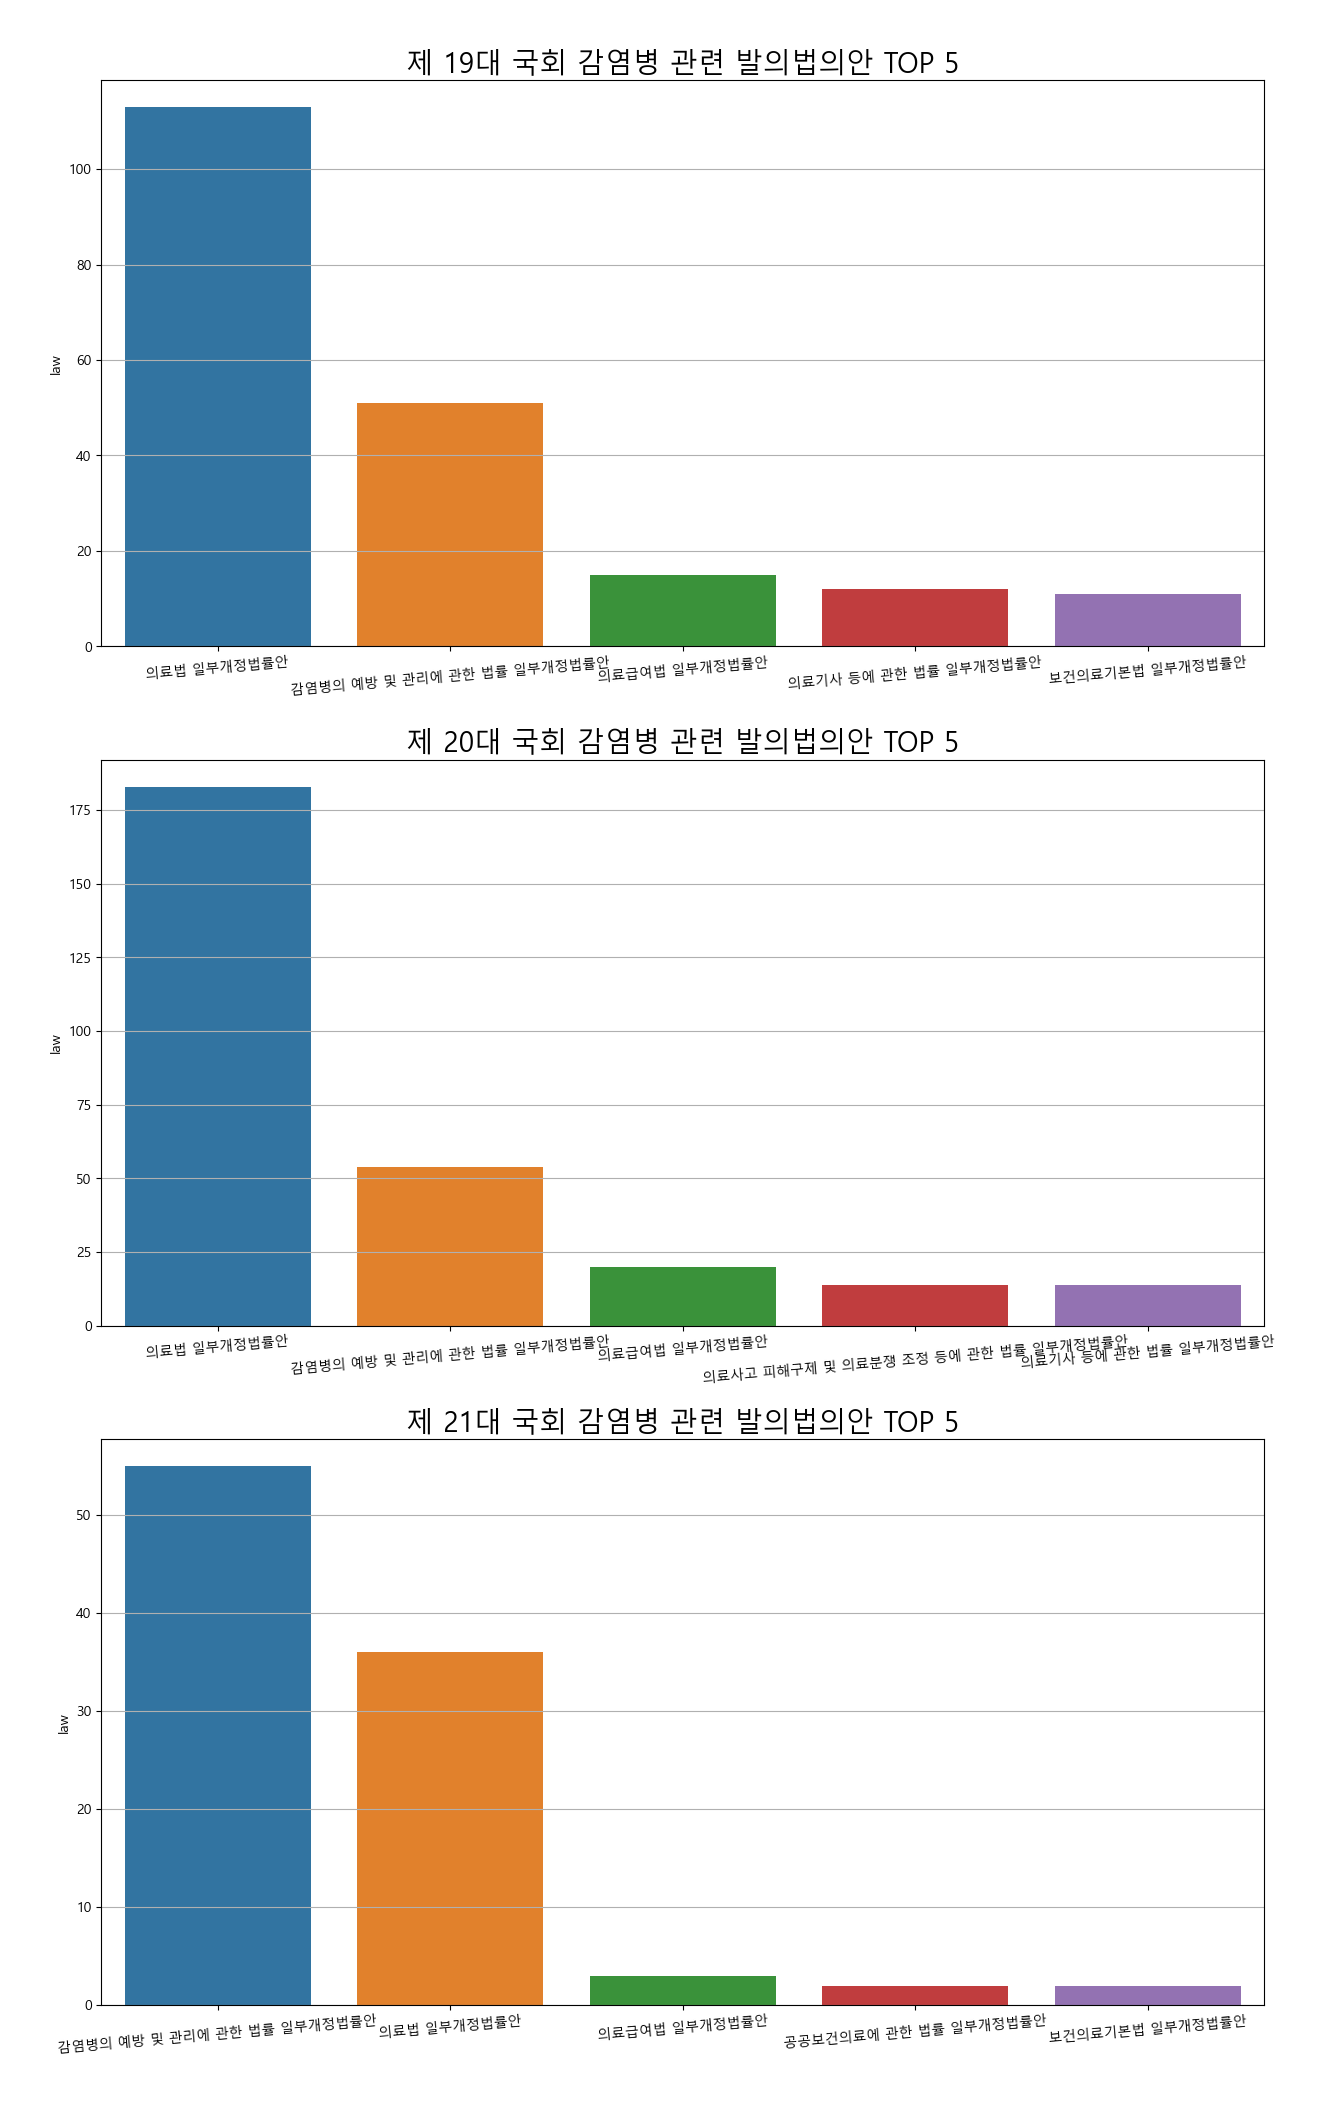 제 19대 국회 감염병 관련 발의법의안 TOP 5
law
100
80
60
40
20
0
의료법 일부개정법률안
감염병의 예방 및 관리에 관한 법률 일부개정법률안
의료급여법 일부개정법률안
의료기사 등에 관한 법률 일부개정법률안
보건의료기본법 일부개정법률안
제 20대 국회 감염병 관련 발의법의안 TOP 5
law
175
150
125
100
75
50
25
0
의료법 일부개정법률안
감염병의 예방 및 관리에 관한 법률 일부개정법률안
의료급여법 일부개정법률안
의료사고 피해구제 및 의료분쟁 조정 등에 관한 법률 일부개정법률안
의료기사 등에 관한 법률 일부개정법률안
제 21대 국회 감염병 관련 발의법의안 TOP 5
law
50
40
30
20
10
0
감염병의 예방 및 관리에 관한 법률 일부개정법률안
의료법 일부개정법률안
의료급여법 일부개정법률안
공공보건의료에 관한 법률 일부개정법률안
보건의료기본법 일부개정법률안